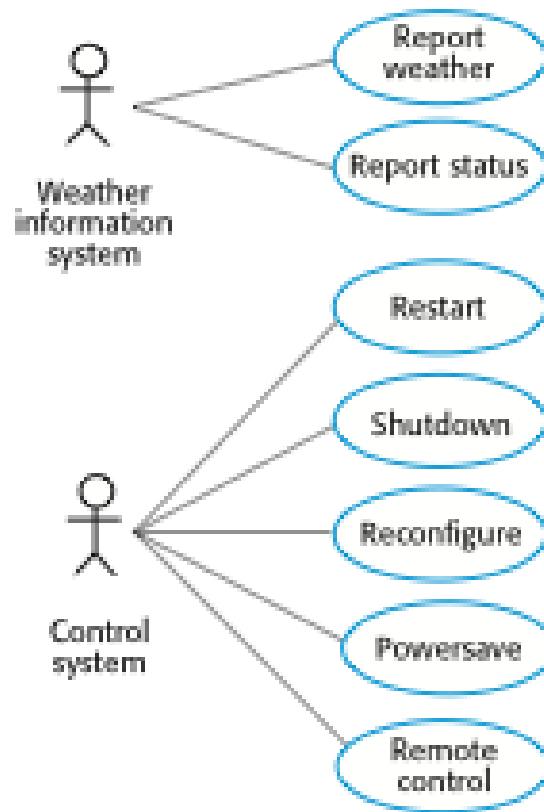 Report
weather
Report status
Weather
information
system
Restart
Shutdown
Reconfigure
Control
system
Powersave
Remote
control